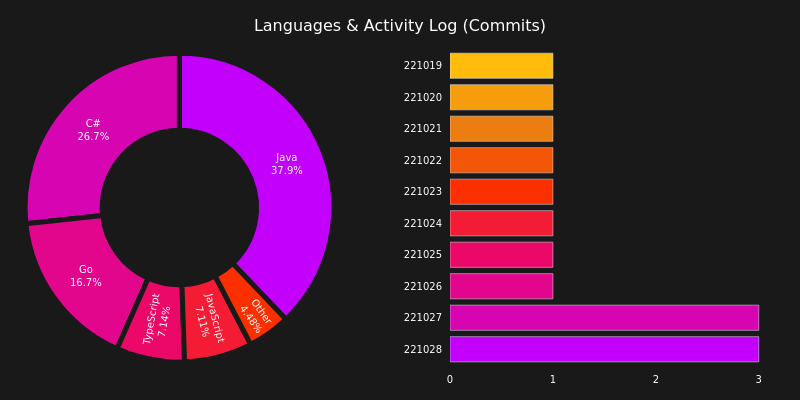 Languages & Activity Log (Commits)
C#
26.7%
Java
37.9%
Go
16.7%
TypeScript
7.14%
JavaScript
7.11%
Other
4.48%
221019
221020
221021
221022
221023
221024
221025
221026
221027
221028
0 1 2 3